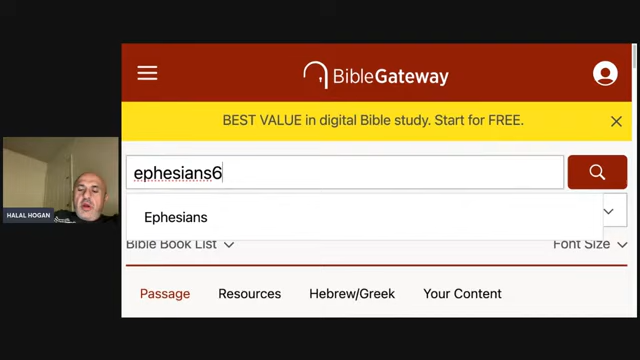 BibleGateway
BEST VALUE in digital Bible study. Start for FREE.
ephesians6
Ephesians
Bible Book List
Font Size
Passage Resources Hebrew/Greek Your Content
HALAL HOGAN